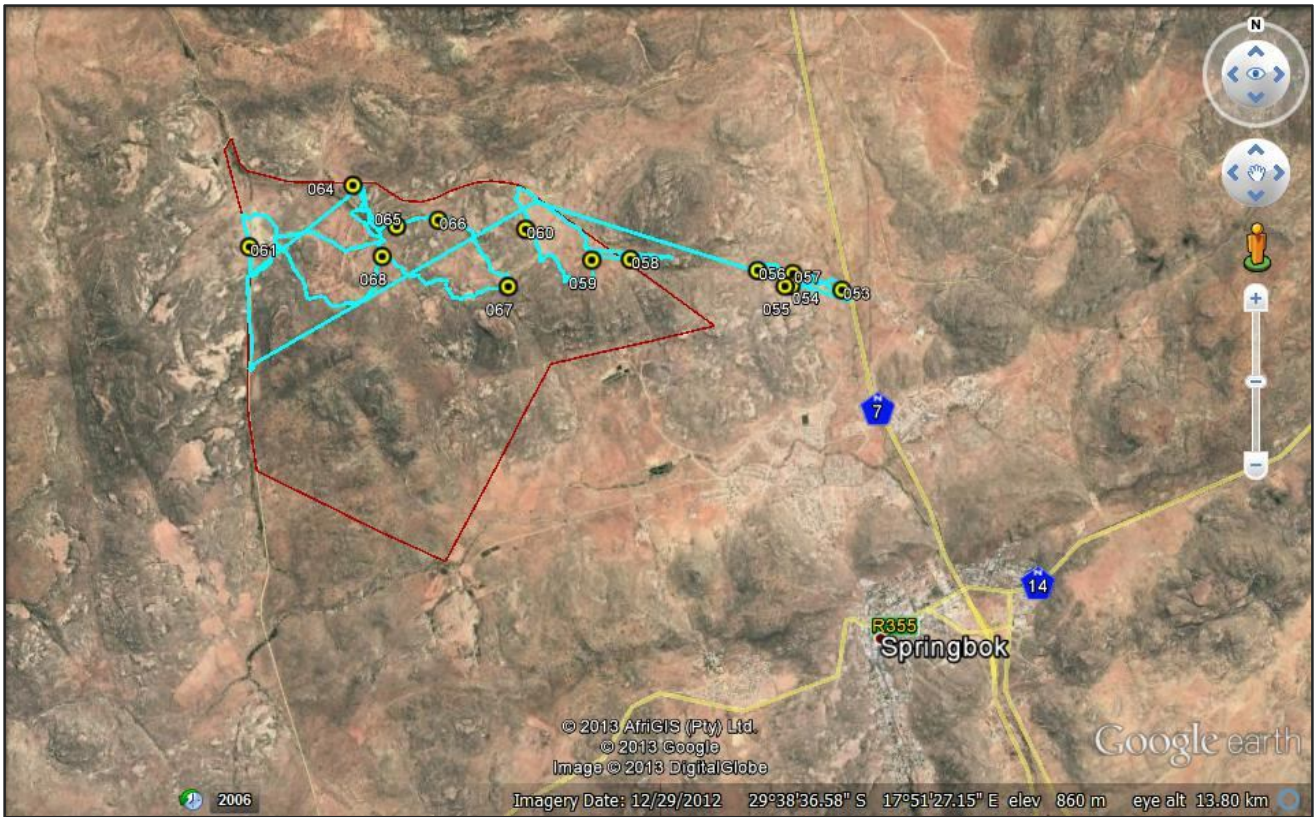 N
064
065
066
060
061
068
058
059
056
057
067
054
053
055
N
7
N
14
R355
Springbok
© 2013 AfriGIS (Pty) Ltd.
© 2013 Google
Image © 2013 DigitalGlobe
Google earth
2006
Imagery Date: 12/29/2012 29°38'36.58" S 17°51'27.15" E elev 860 m eye alt 13.80 km